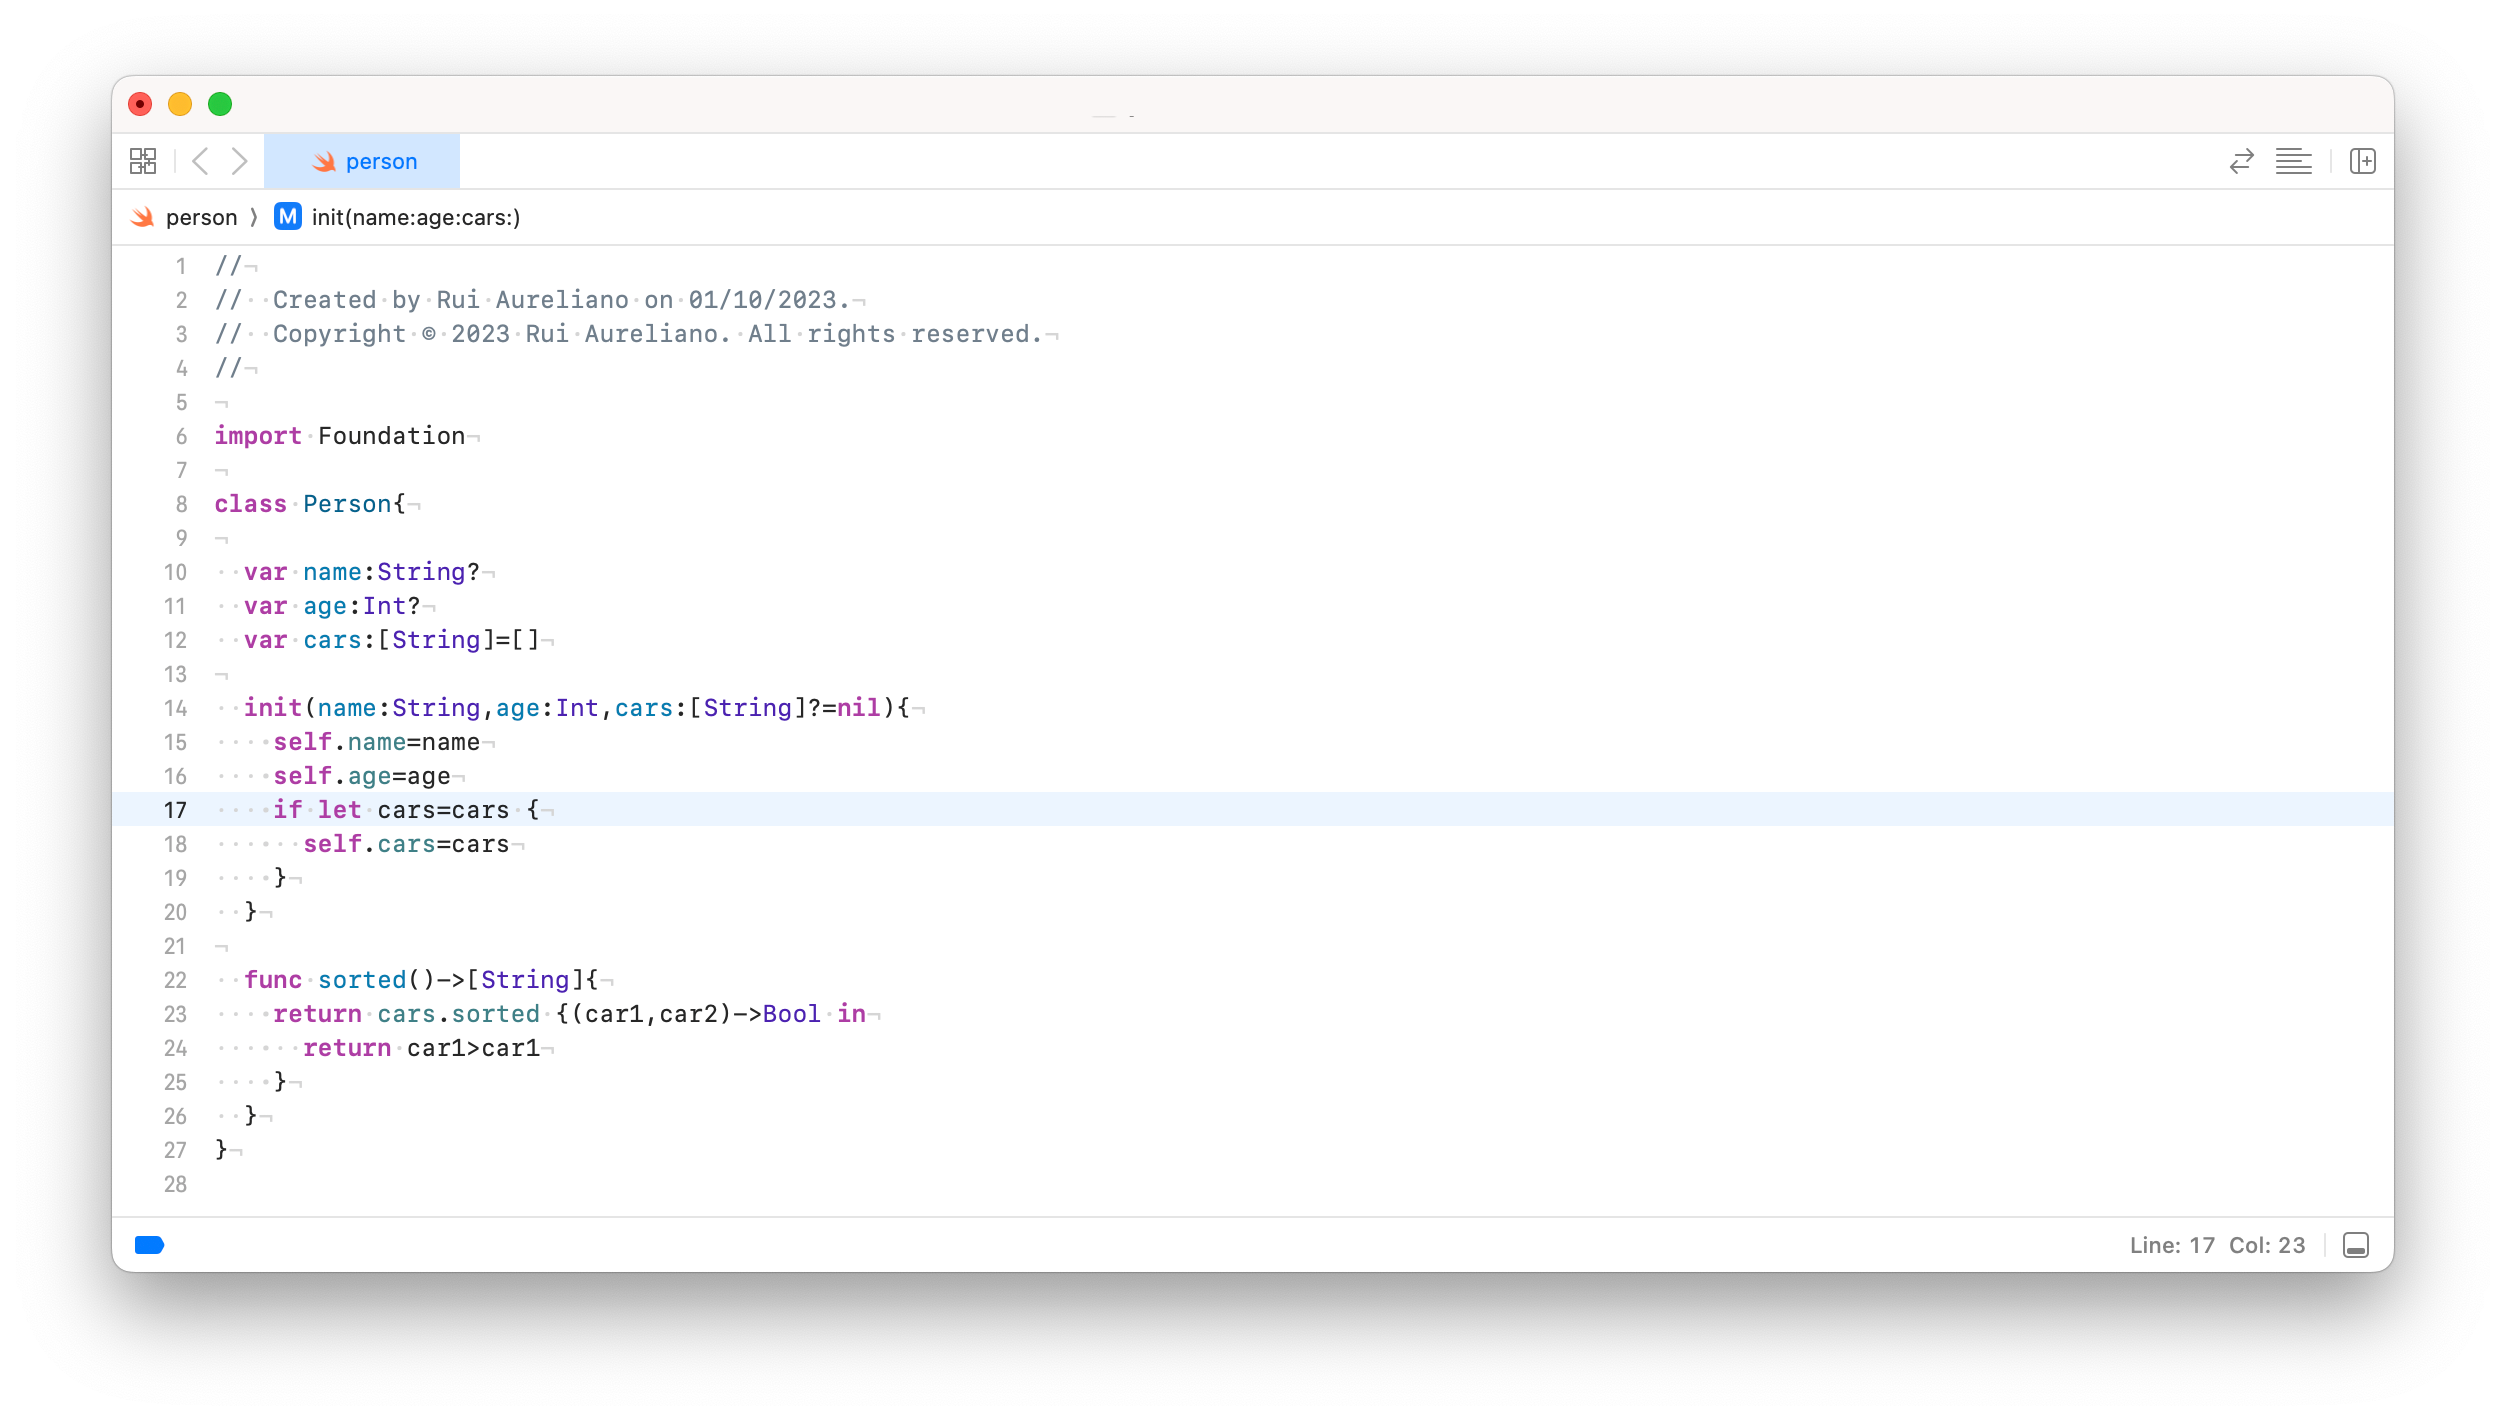 person
person 〉 M init(name:age:cars:)
1 //¬
2 //··Created·by·Rui·Aureliano·on·01/10/2023.¬
3 //··Copyright·©·2023·Rui·Aureliano.·All·rights·reserved.¬
4 //¬
5 ¬
6 import·Foundation¬
7 ¬
8 class·Person{¬
9 ¬
10 ··var·name:String?¬
11 ··var·age:Int?¬
12 ··var·cars:[String]=[]¬
13 ¬
14 ··init(name:String,age:Int,cars:[String]?=nil){¬
15 ····self.name=name¬
16 ····self.age=age¬
17 ····if·let·cars=cars·{¬
18 ······self.cars=cars¬
19 ····}¬
20 ··}¬
21 ¬
22 ··func·sorted()->[String]{¬
23 ····return·cars.sorted·{(car1,car2)->Bool·in¬
24 ······return·car1>car1¬
25 ····}¬
26 ··}¬
27 }¬
28
Line: 17 Col: 23